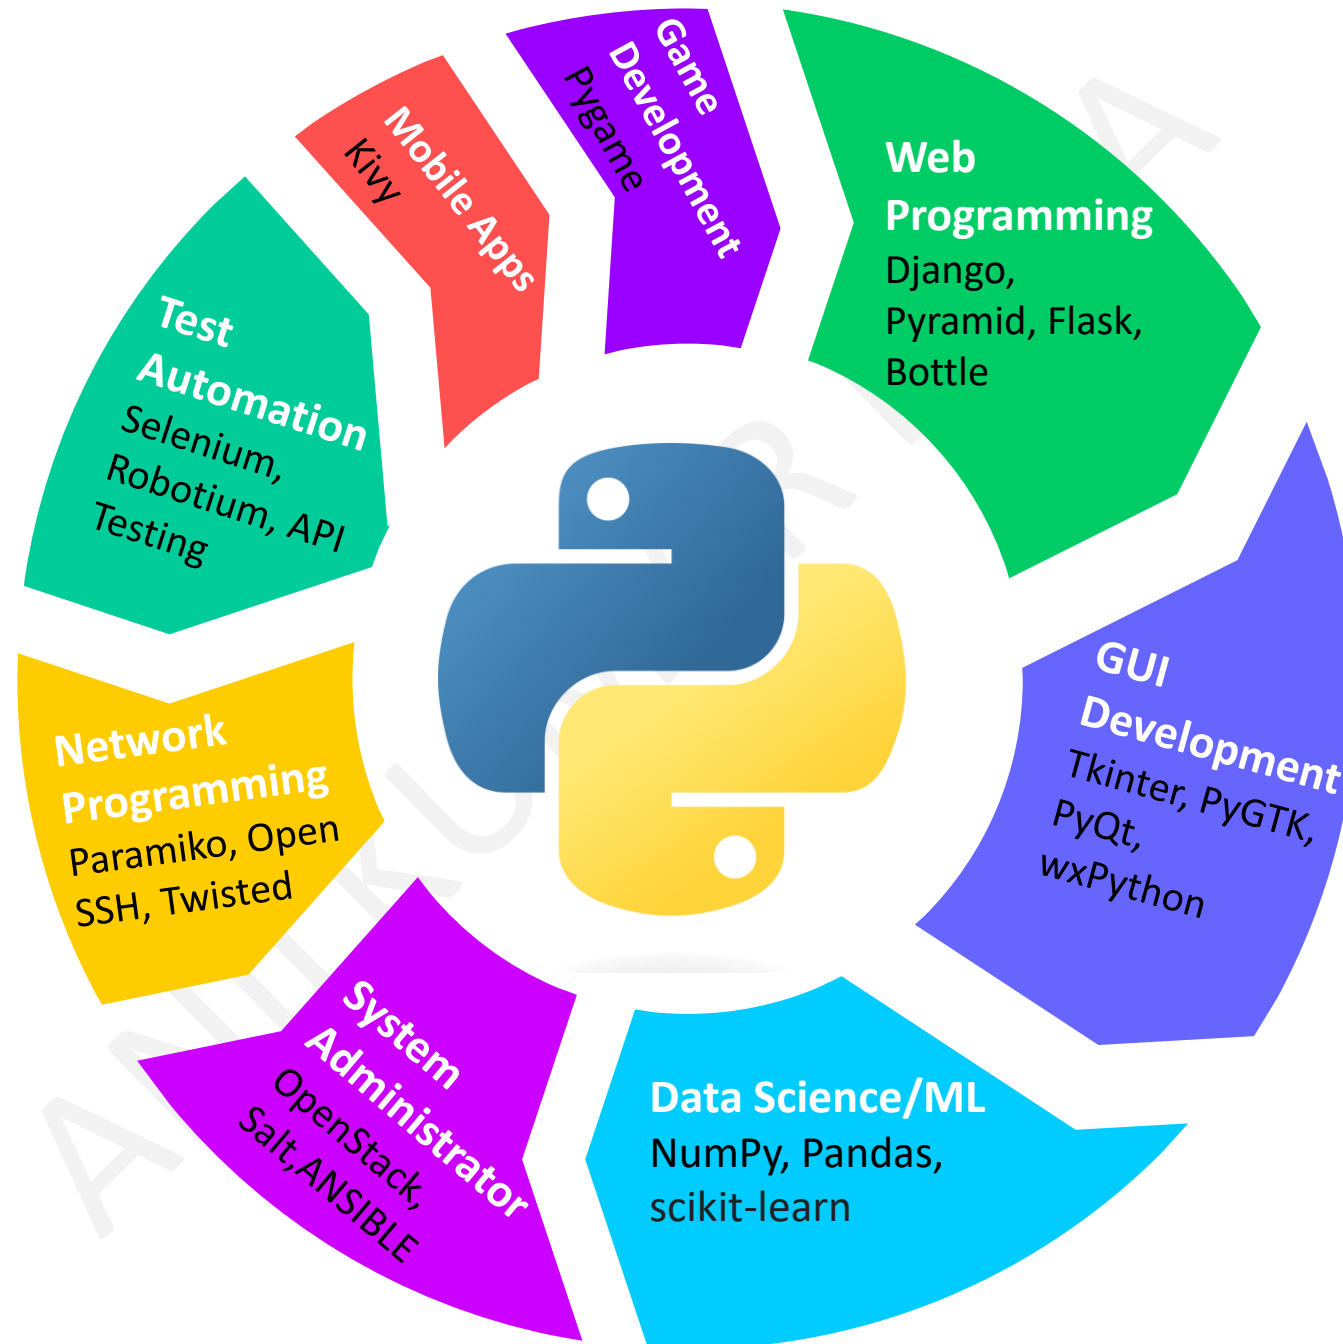 Game
Development
Pygame
Web
Programming
Django,
Pyramid, Flask,
Bottle
GUI
Development
Tkinter, PyGTK,
PyQt,
wxPython
Data Science/ML
NumPy, Pandas,
scikit-learn
System
Administrator
OpenStack,
Salt,ANSIBLE
Network
Programming
Paramiko, Open
SSH, Twisted
Test
Automation
Selenium,
Robotium, API
Testing
Mobile Apps
Kivy